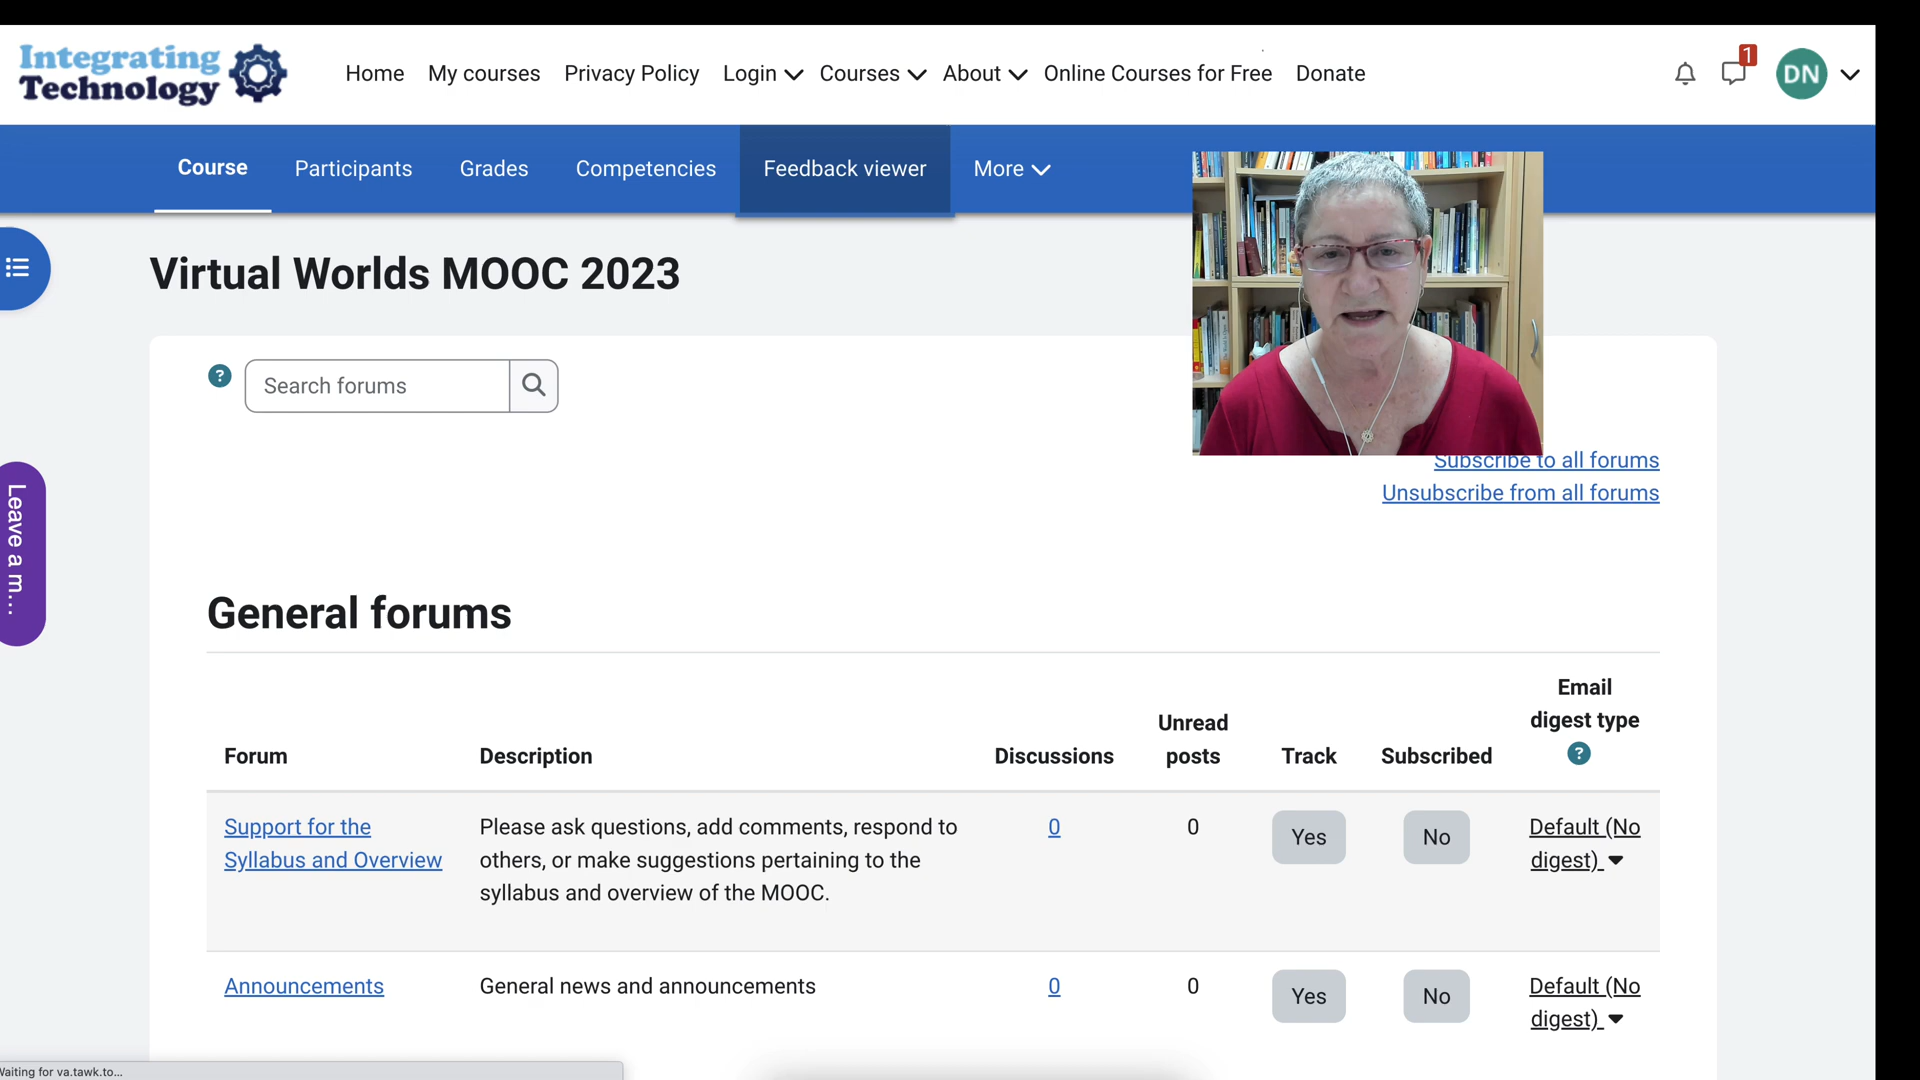 Integrating
Technology
Home My courses Privacy Policy Login Courses About Online Courses for Free Donate
1
DN
Course Participants Grades Competencies Feedback viewer More
Virtual Worlds MOOC 2023
? Search forums
Subscribe to all forums
Unsubscribe from all forums
Leave a m...
General forums
Forum Description Discussions Unread posts Track Subscribed Email digest type ?
Support for the Syllabus and Overview
Please ask questions, add comments, respond to
others, or make suggestions pertaining to the
syllabus and overview of the MOOC.
0 0 Yes No Default (No digest)
Announcements General news and announcements 0 0 Yes No Default (No digest)
Waiting for va.tawk.to...